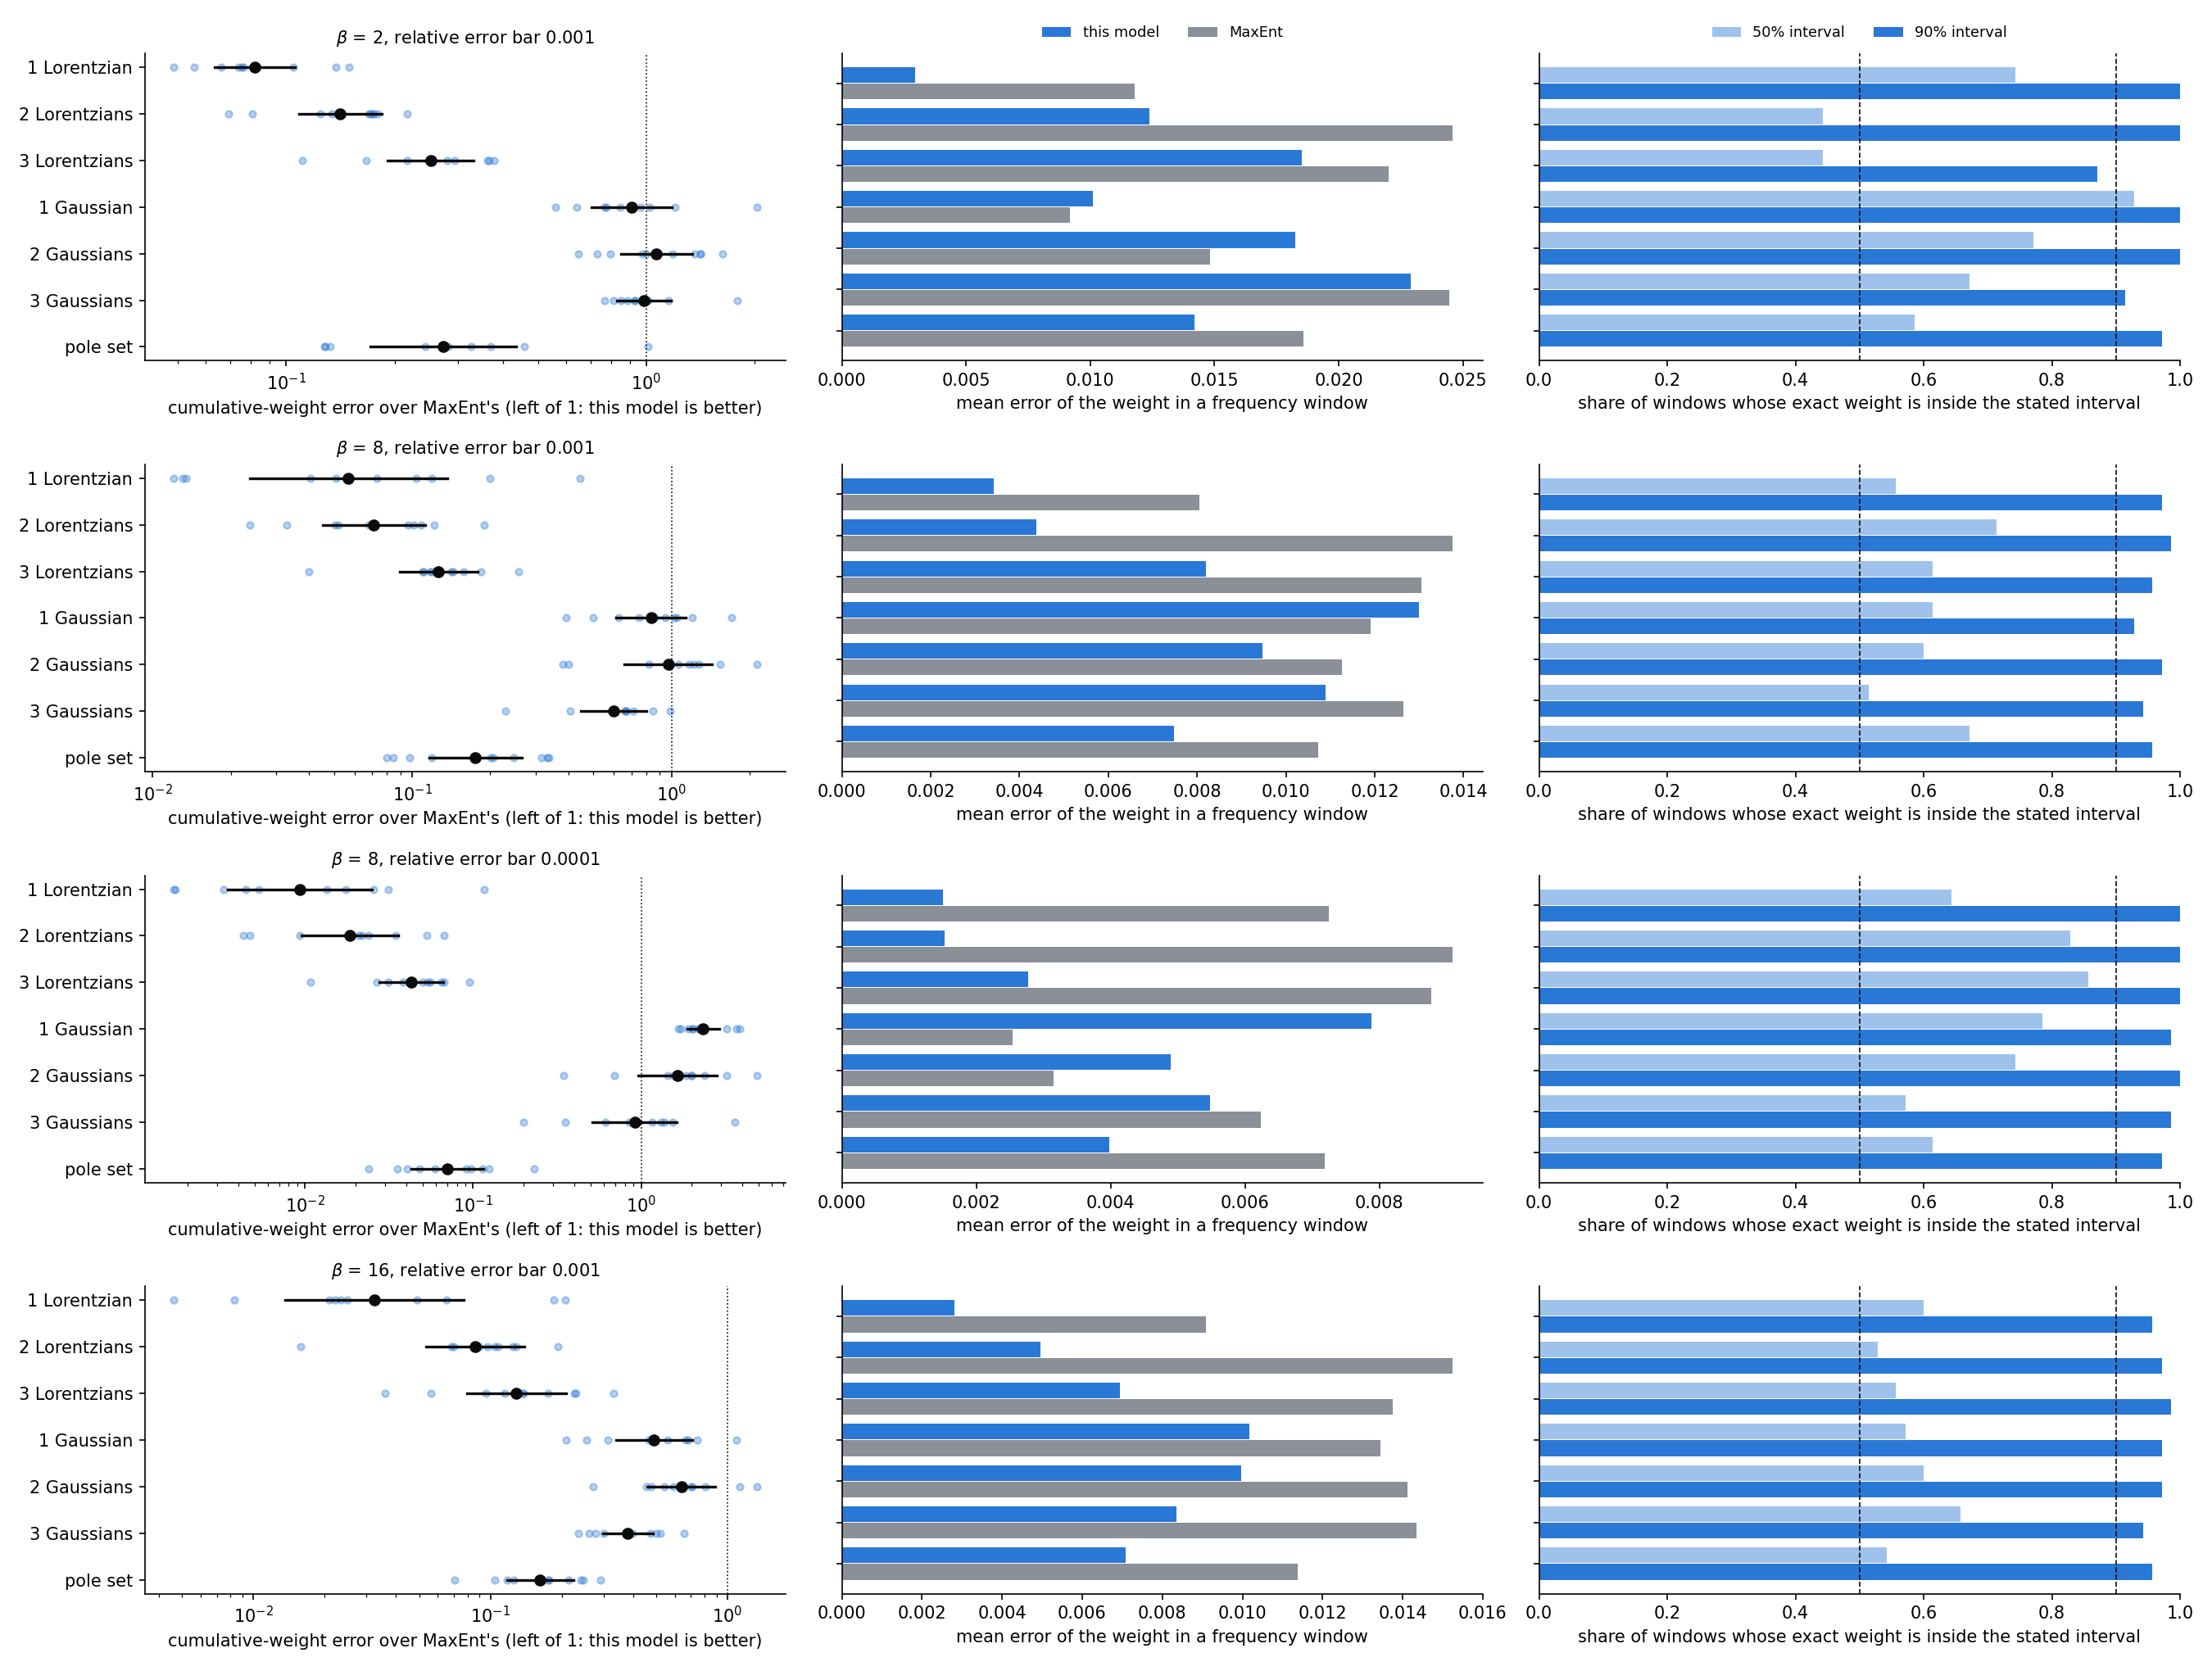 this model MaxEnt
50% interval 90% interval
β = 2, relative error bar 0.001
1 Lorentzian
2 Lorentzians
3 Lorentzians
1 Gaussian
2 Gaussians
3 Gaussians
pole set
10⁻¹ 10⁰
cumulative-weight error over MaxEnt's (left of 1: this model is better)
0.000 0.005 0.010 0.015 0.020 0.025
mean error of the weight in a frequency window
0.0 0.2 0.4 0.6 0.8 1.0
share of windows whose exact weight is inside the stated interval
β = 8, relative error bar 0.001
1 Lorentzian
2 Lorentzians
3 Lorentzians
1 Gaussian
2 Gaussians
3 Gaussians
pole set
10⁻² 10⁻¹ 10⁰
cumulative-weight error over MaxEnt's (left of 1: this model is better)
0.000 0.002 0.004 0.006 0.008 0.010 0.012 0.014
mean error of the weight in a frequency window
0.0 0.2 0.4 0.6 0.8 1.0
share of windows whose exact weight is inside the stated interval
β = 8, relative error bar 0.0001
1 Lorentzian
2 Lorentzians
3 Lorentzians
1 Gaussian
2 Gaussians
3 Gaussians
pole set
10⁻² 10⁻¹ 10⁰
cumulative-weight error over MaxEnt's (left of 1: this model is better)
0.000 0.002 0.004 0.006 0.008
mean error of the weight in a frequency window
0.0 0.2 0.4 0.6 0.8 1.0
share of windows whose exact weight is inside the stated interval
β = 16, relative error bar 0.001
1 Lorentzian
2 Lorentzians
3 Lorentzians
1 Gaussian
2 Gaussians
3 Gaussians
pole set
10⁻² 10⁻¹ 10⁰
cumulative-weight error over MaxEnt's (left of 1: this model is better)
0.000 0.002 0.004 0.006 0.008 0.010 0.012 0.014 0.016
mean error of the weight in a frequency window
0.0 0.2 0.4 0.6 0.8 1.0
share of windows whose exact weight is inside the stated interval